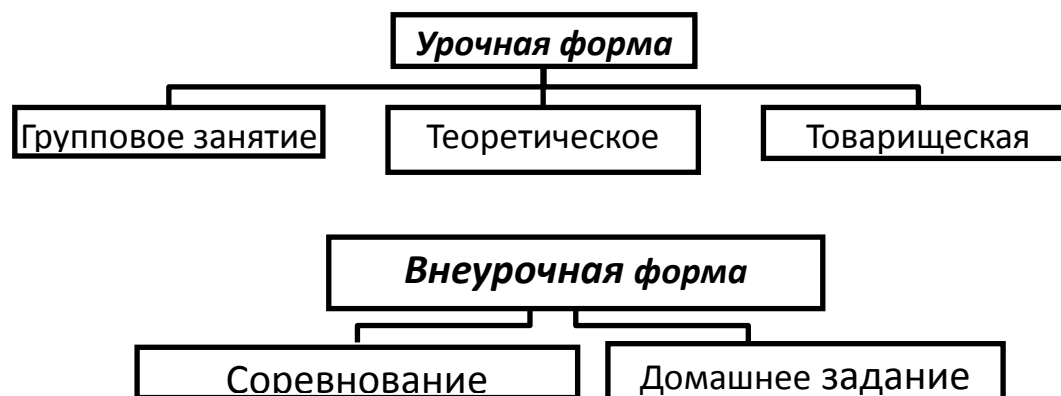 Урочная форма
Групповое занятие
Теоретическое
Товарищеская
Внеурочная форма
Соревнование
Домашнее задание